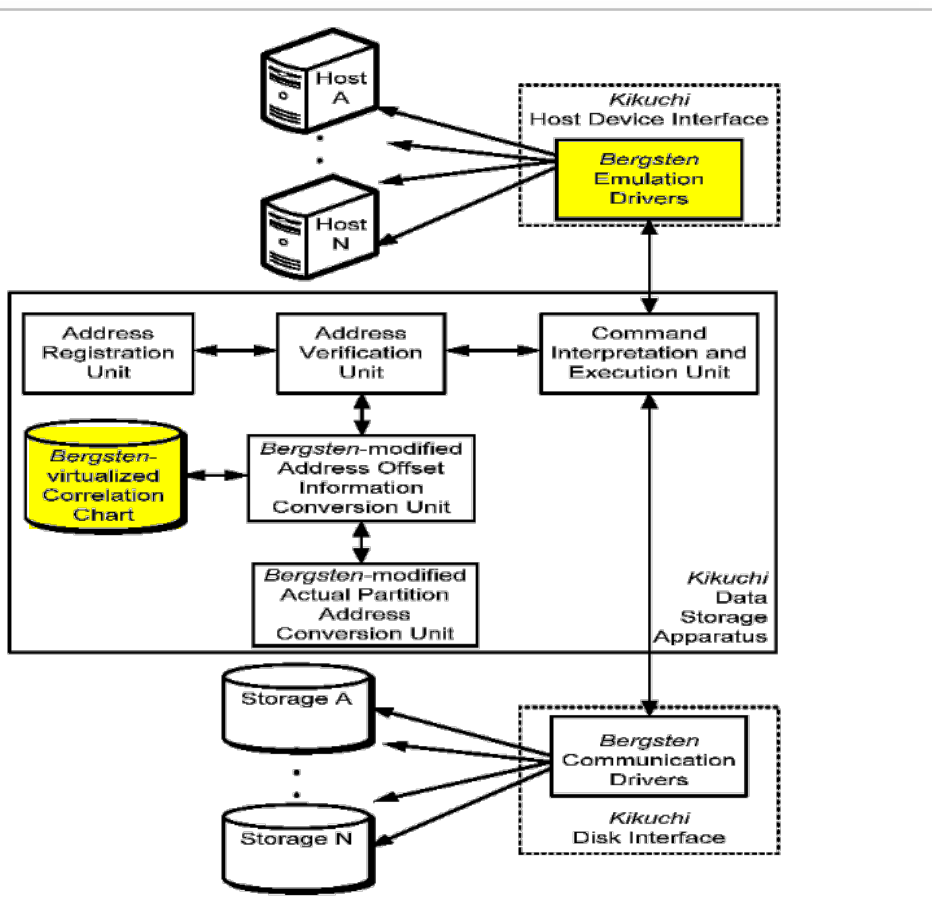 Host
A
Kikuchi
Host Device Interface
Bergsten
Emulation
Drivers
Host
N
Address
Registration
Unit
Address
Verification
Unit
Command
Interpretation and
Execution Unit
Bergsten-
virtualized
Correlation
Chart
Bergsten-modified
Address Offset
Information
Conversion Unit
Bergsten-modified
Actual Partition
Address
Conversion Unit
Kikuchi
Data
Storage
Apparatus
Storage A
Bergsten
Communication
Drivers
Storage N
Kikuchi
Disk Interface